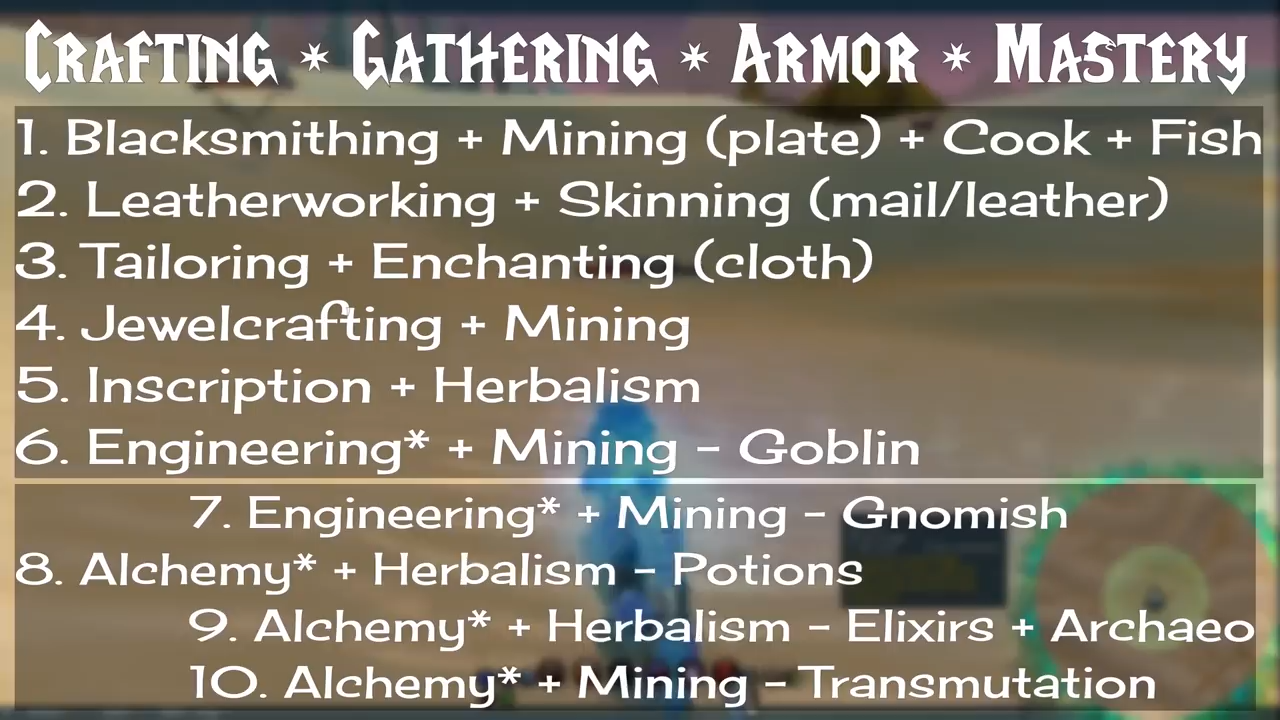 Crafting * Gathering * Armor * Mastery
1. Blacksmithing + Mining (plate) + Cook + Fish
2. Leatherworking + Skinning (mail/leather)
3. Tailoring + Enchanting (cloth)
4. Jewelcrafting + Mining
5. Inscription + Herbalism
6. Engineering* + Mining - Goblin
7. Engineering* + Mining - Gnomish
8. Alchemy* + Herbalism - Potions
9. Alchemy* + Herbalism - Elixirs + Archaeo
10. Alchemy* + Mining - Transmutation